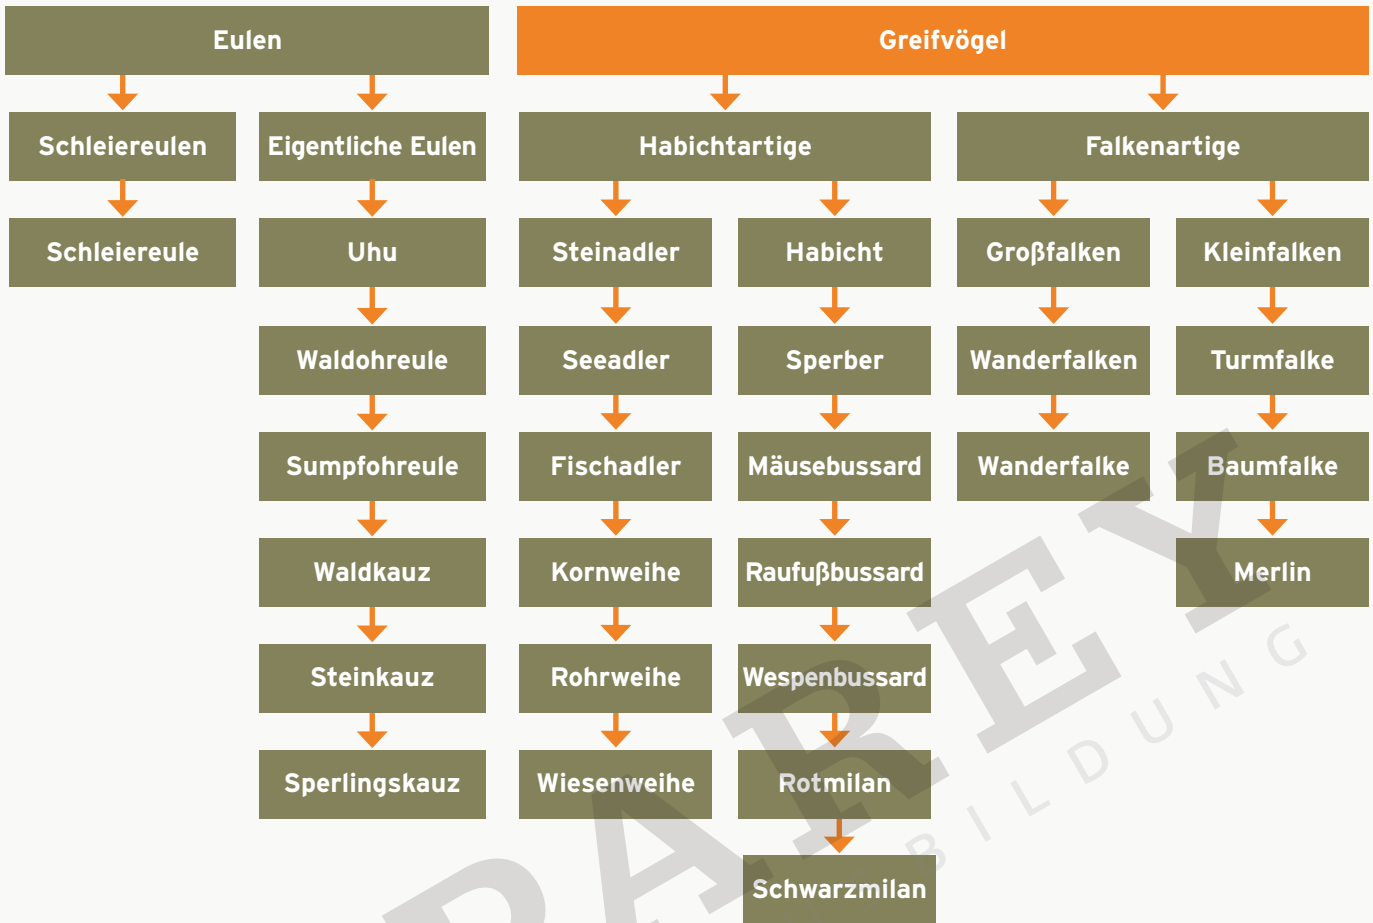 Eulen
Greifvögel
Schleiereulen
Eigentliche Eulen
Habichtartige
Falkenartige
Schleiereule
Uhu
Steinadler
Habicht
Großfalken
Kleinfalken
Waldohreule
Seeadler
Sperber
Wanderfalken
Turmfalke
Sumpfohreule
Fischadler
Mäusebussard
Wanderfalke
Baumfalke
Waldkauz
Kornweihe
Raufußbussard
Merlin
Steinkauz
Rohrweihe
Wespenbussard
Sperlingskauz
Wiesenweihe
Rotmilan
Schwarzmilan
PAREY
BILDUNG